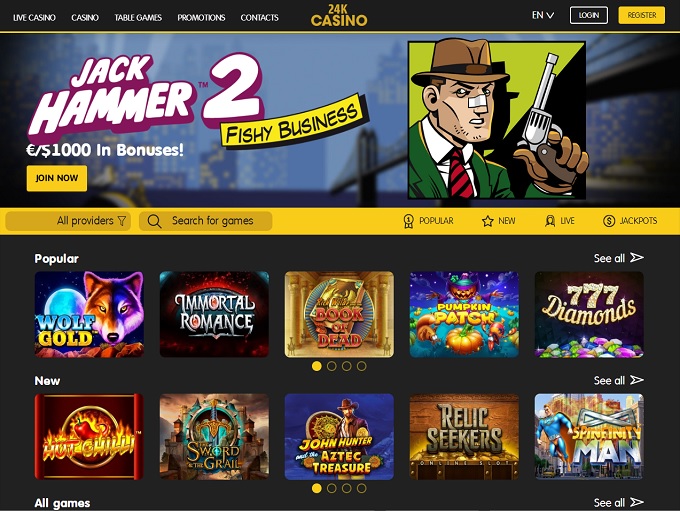 LIVE CASINO CASINO TABLE GAMES PROMOTIONS CONTACTS
24K
CASINO
EN LOGIN REGISTER
JACK
HAMMER™ 2
FISHY BUSINESS
€/$1000 In Bonuses!
JOIN NOW
All providers Search for games POPULAR NEW LIVE JACKPOTS
Popular See all
WOLF
GOLD
IMMORTAL
ROMANCE
BOOK
OF
DEAD
PUMPKIN
PATCH
777
Diamonds
New See all
HOT CHILLI™
SWORD
& THE GRAIL
JOHN HUNTER
and the AZTEC
TREASURE
RELIC
SEEKERS
ONLINE SLOT
SPINFINITY
MAN
All games See all